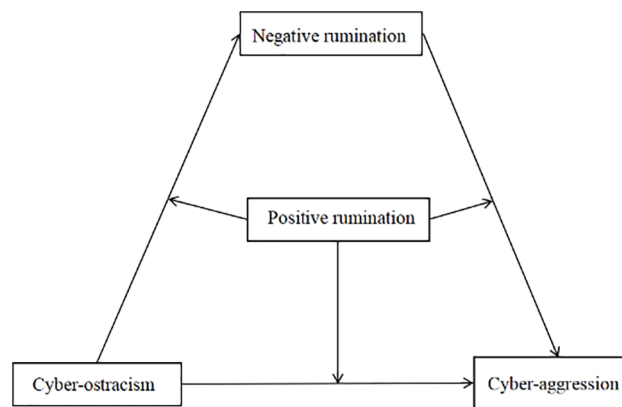 Negative rumination
Positive rumination
Cyber-ostracism
Cyber-aggression